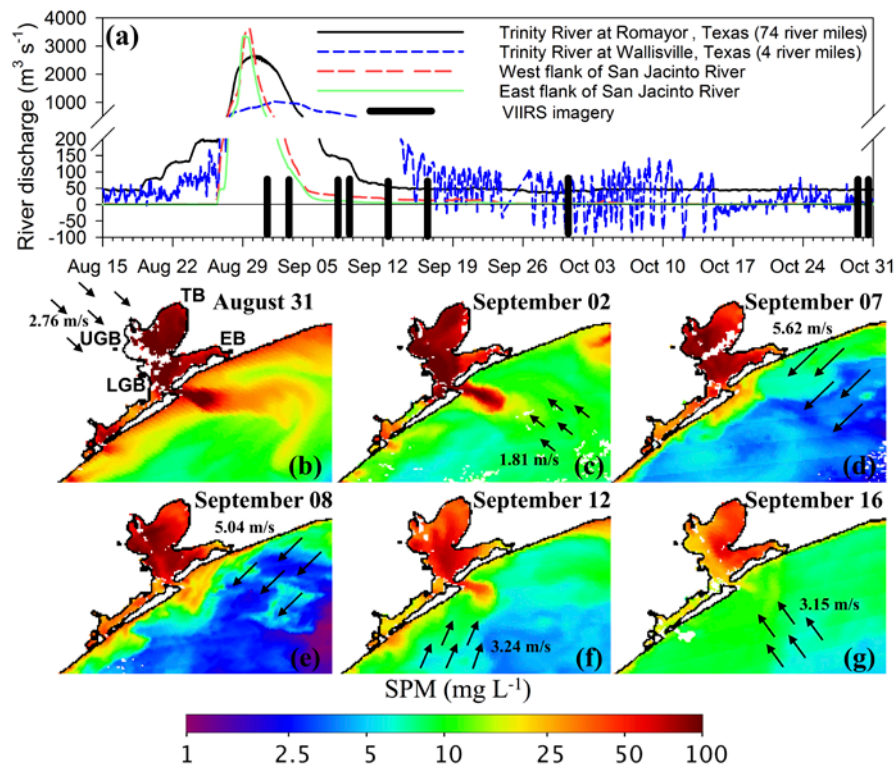 (a)
River discharge (m³ s⁻¹)
4000
3000
2000
1000
200
150
100
50
0
-50
-100
Trinity River at Romayor , Texas (74 river miles)
Trinity River at Wallisville, Texas (4 river miles)
West flank of San Jacinto River
East flank of San Jacinto River
VIIRS imagery
Aug 15 Aug 22 Aug 29 Sep 05 Sep 12 Sep 19 Sep 26 Oct 03 Oct 10 Oct 17 Oct 24 Oct 31
August 31
2.76 m/s
TB
UGB
EB
LGB
(b)
September 02
1.81 m/s
(c)
September 07
5.62 m/s
(d)
September 08
5.04 m/s
(e)
September 12
3.24 m/s
(f)
September 16
3.15 m/s
(g)
SPM (mg L⁻¹)
1 2.5 5 10 25 50 100